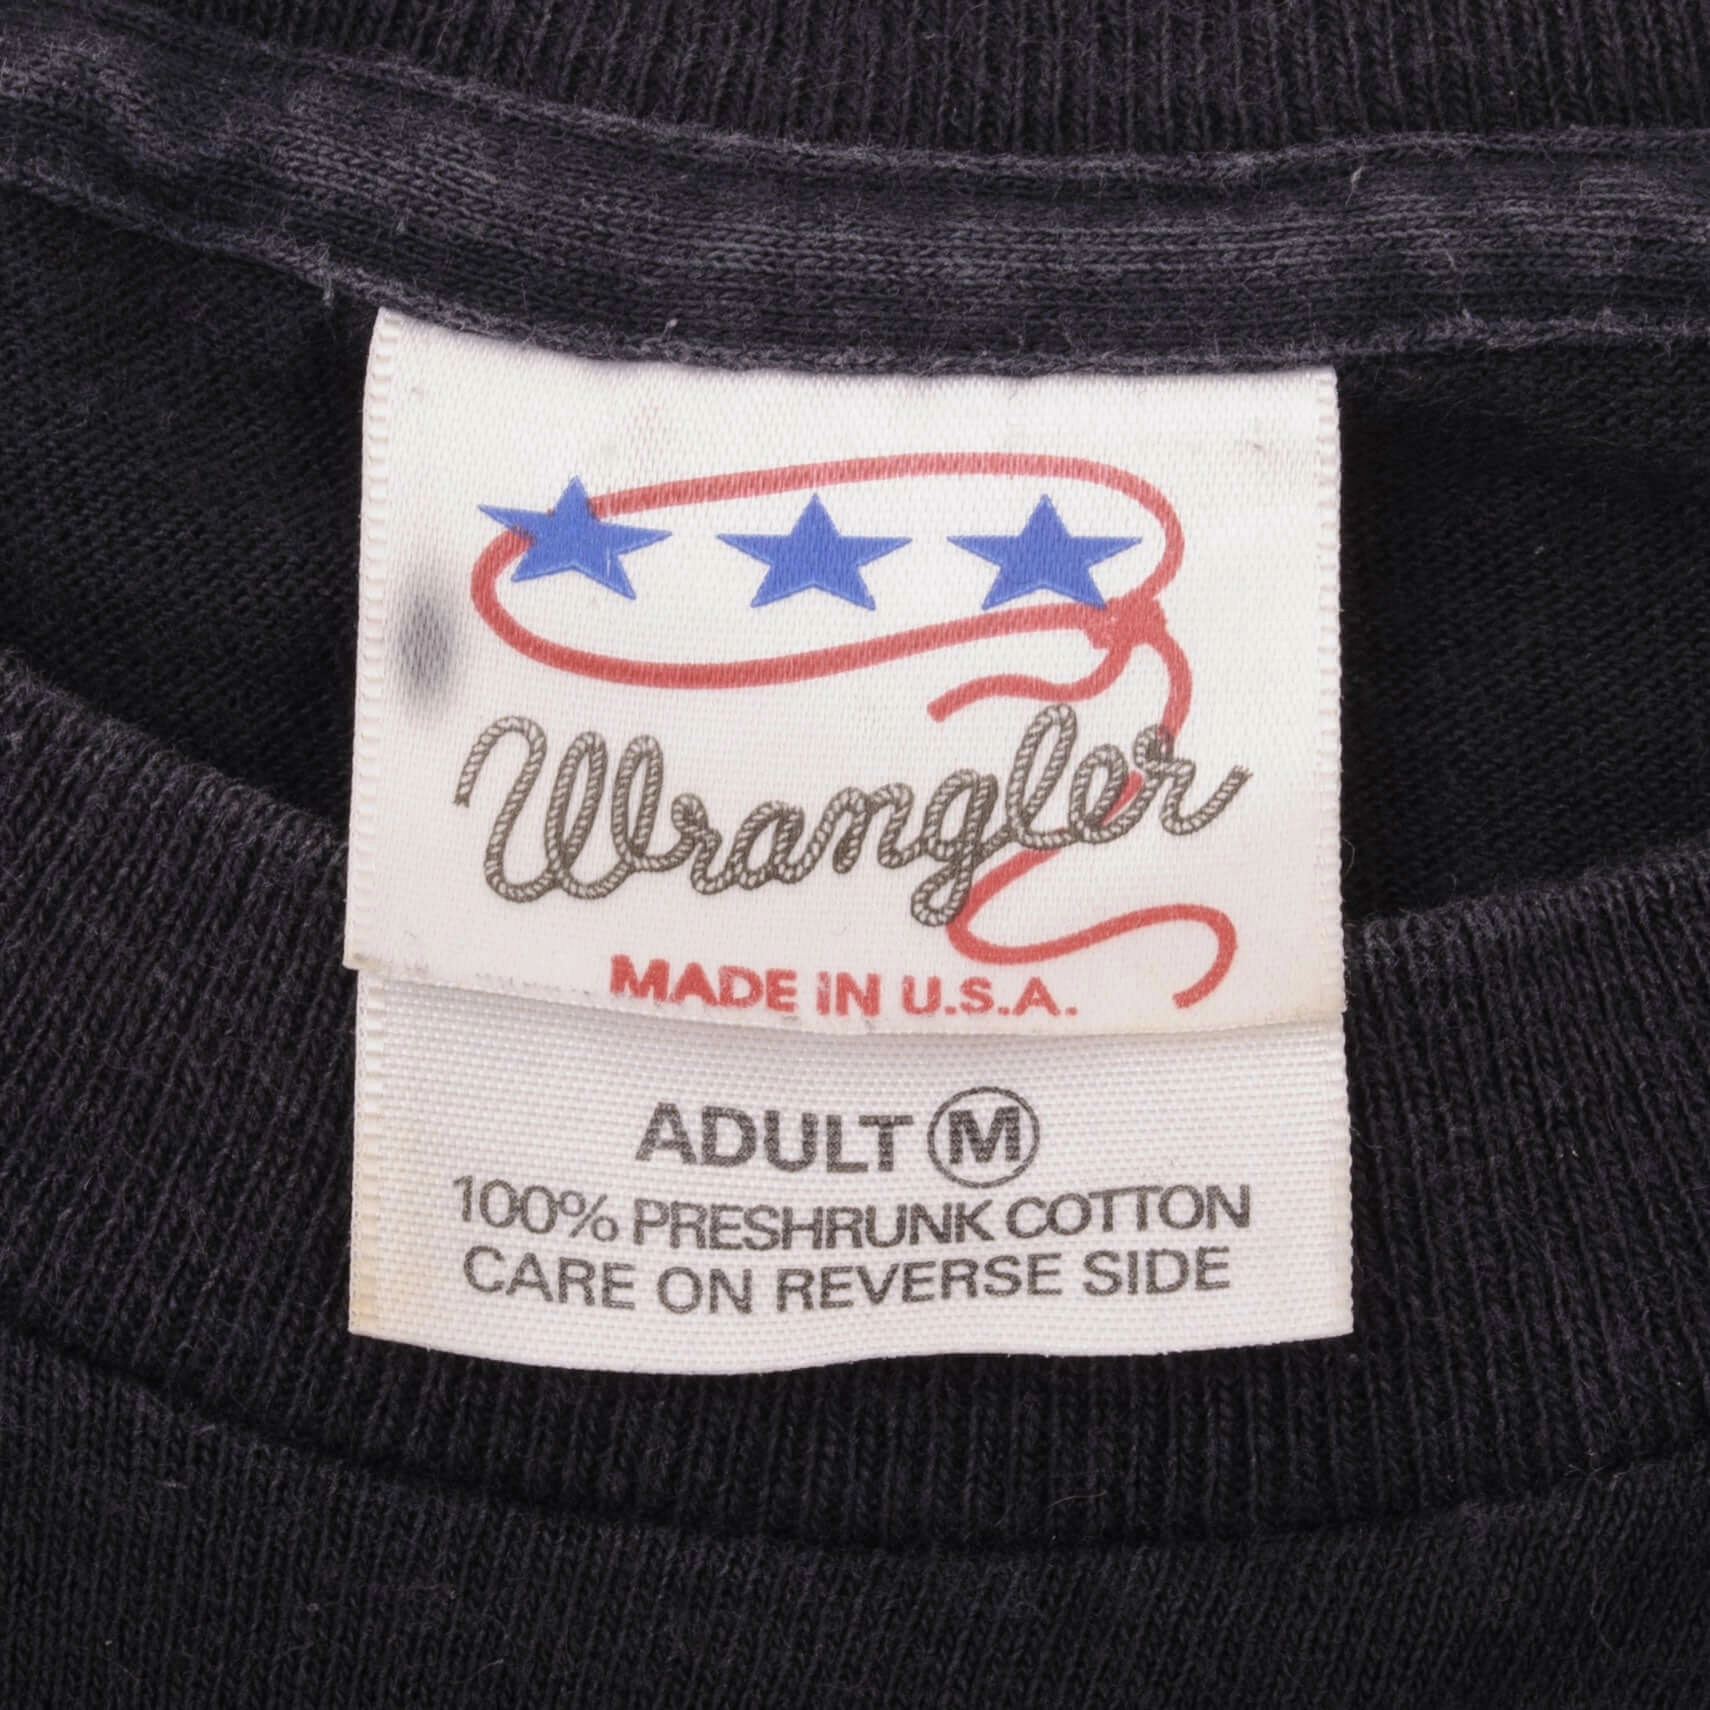 Wrangler
MADE IN U.S.A.
ADULT M
100% PRESHRUNK COTTON
CARE ON REVERSE SIDE